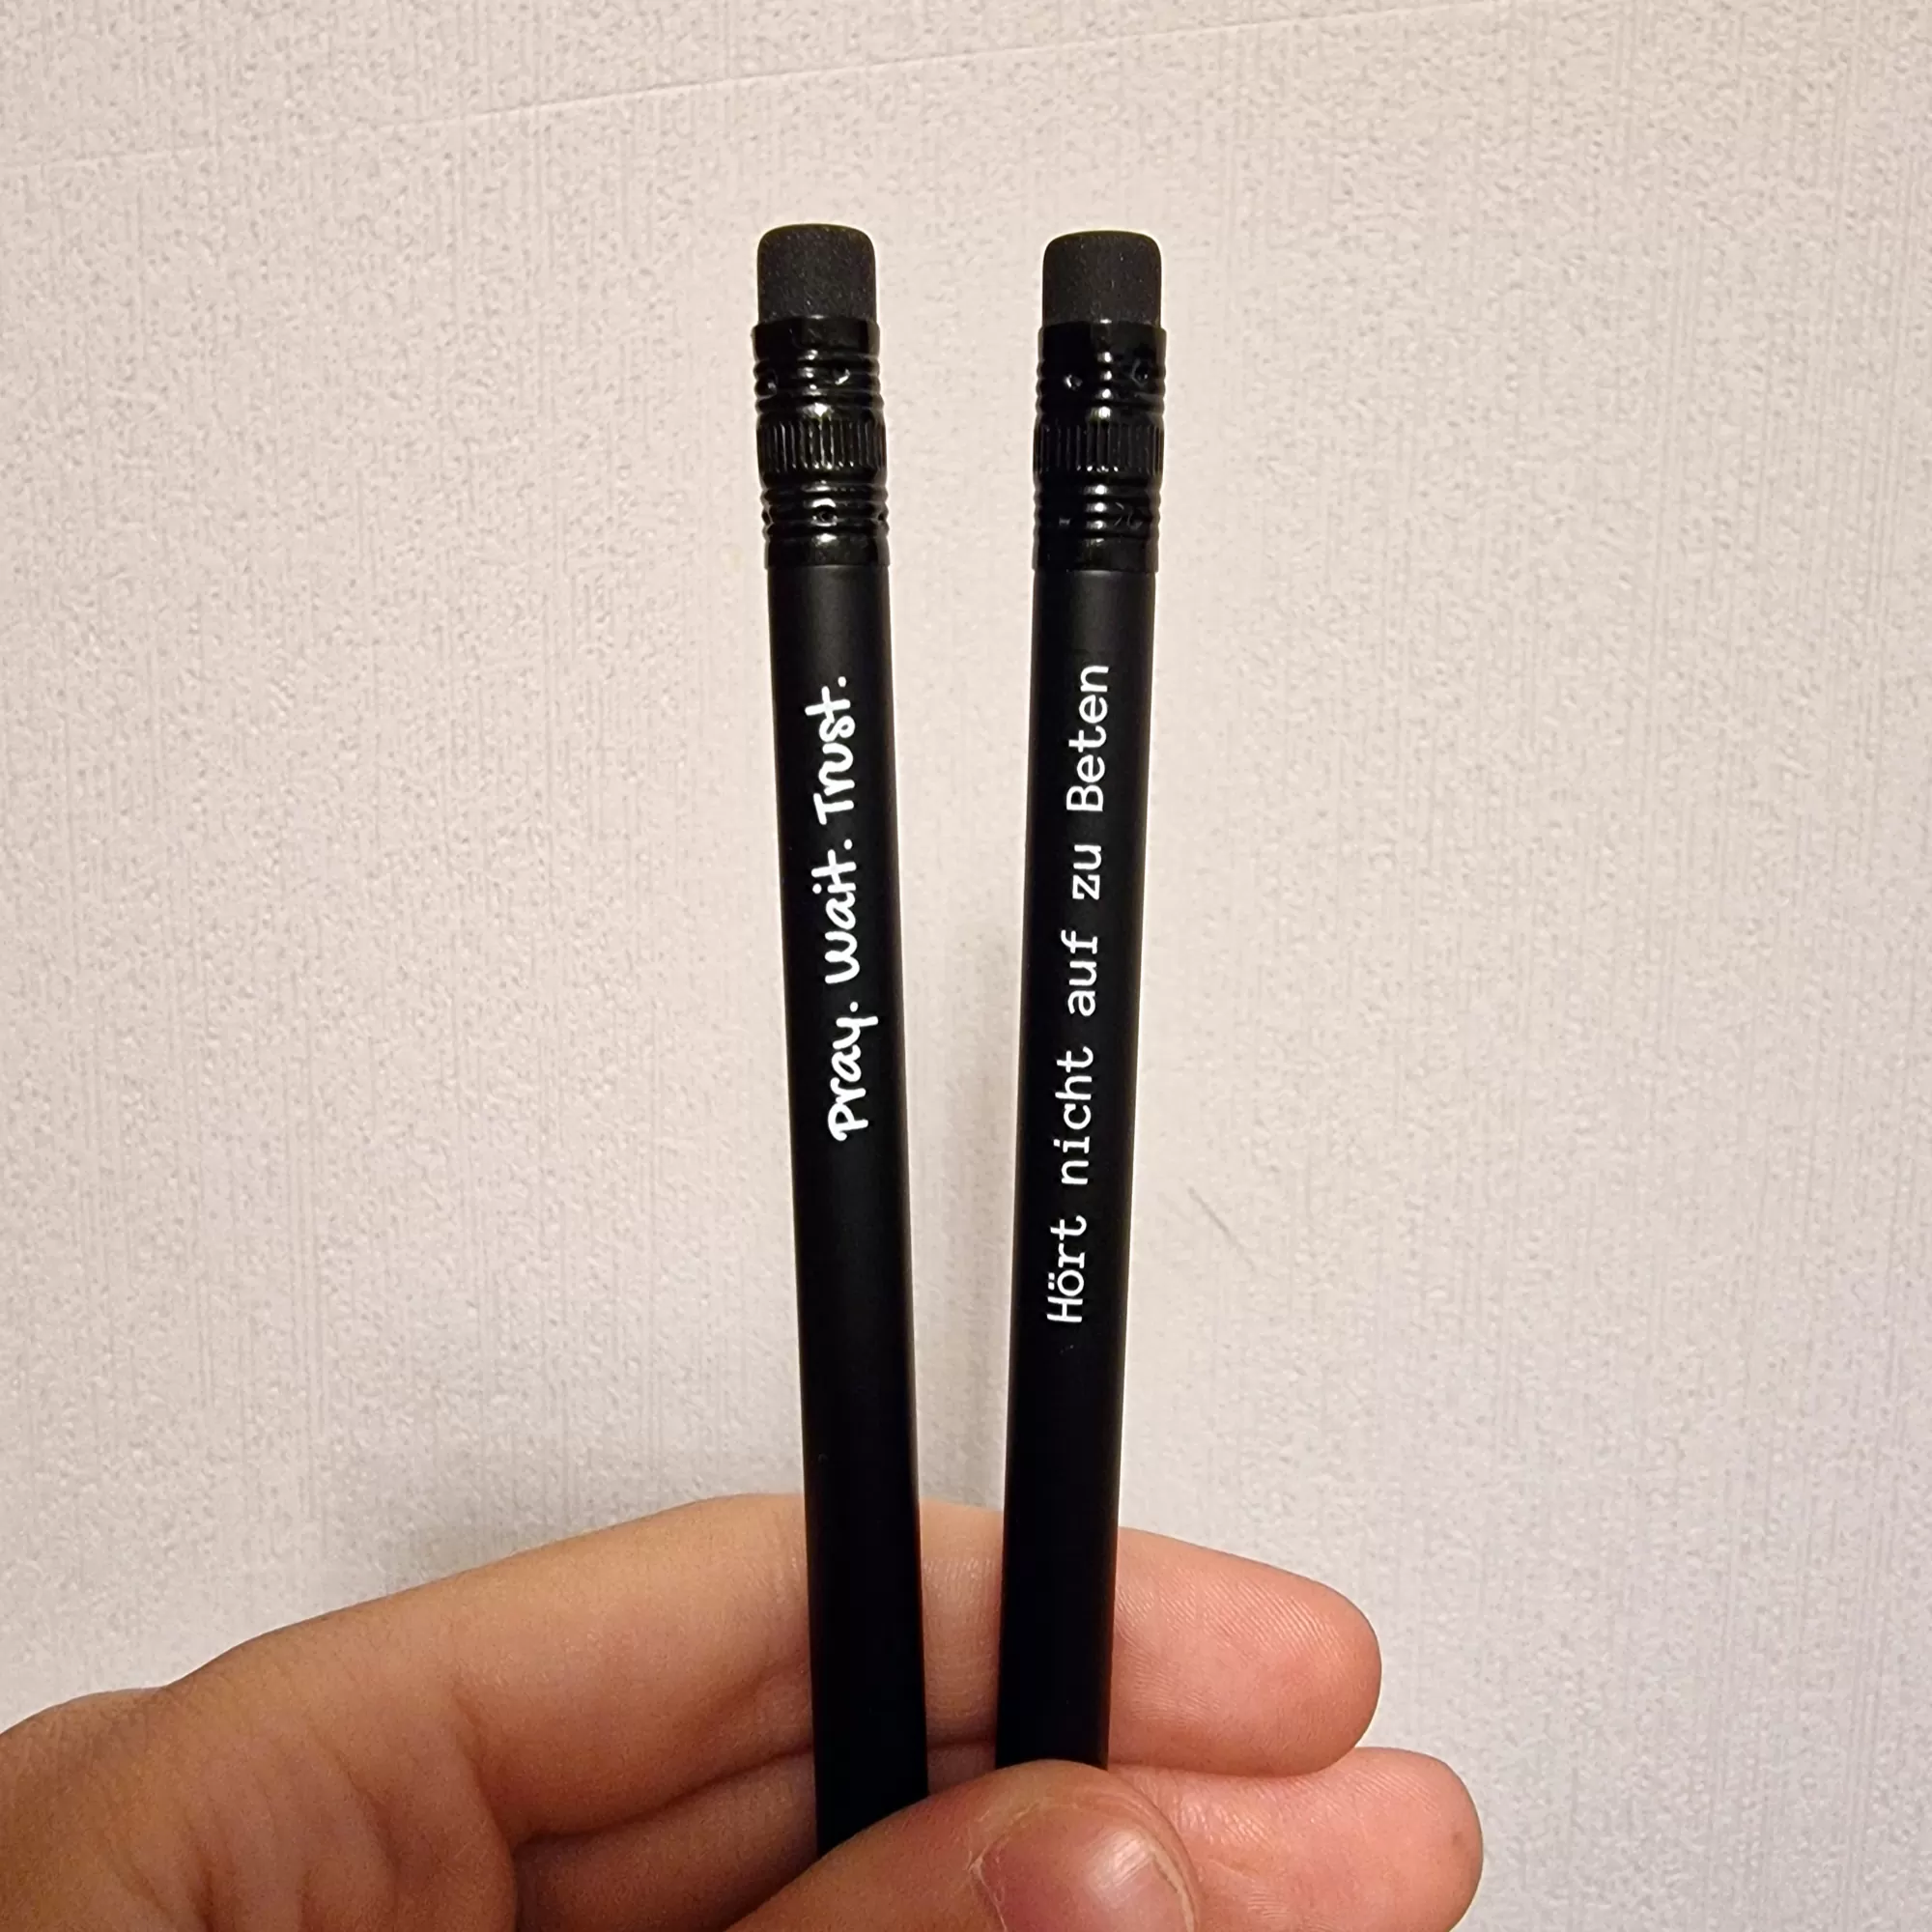 Pray. Wait. Trust.
Hört nicht auf zu Beten